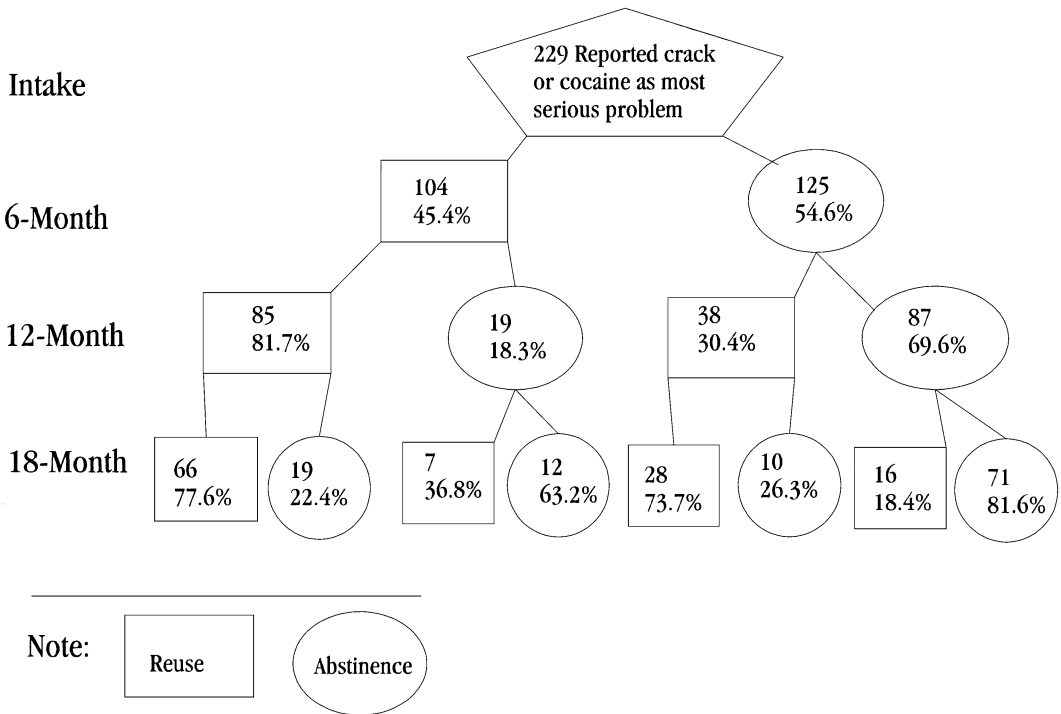 229 Reported crack
or cocaine as most
serious problem
Intake
104
45.4%
125
54.6%
6-Month
85
81.7%
19
18.3%
38
30.4%
87
69.6%
12-Month
66
77.6%
19
22.4%
7
36.8%
12
63.2%
28
73.7%
10
26.3%
16
18.4%
71
81.6%
18-Month
Note:
Reuse
Abstinence